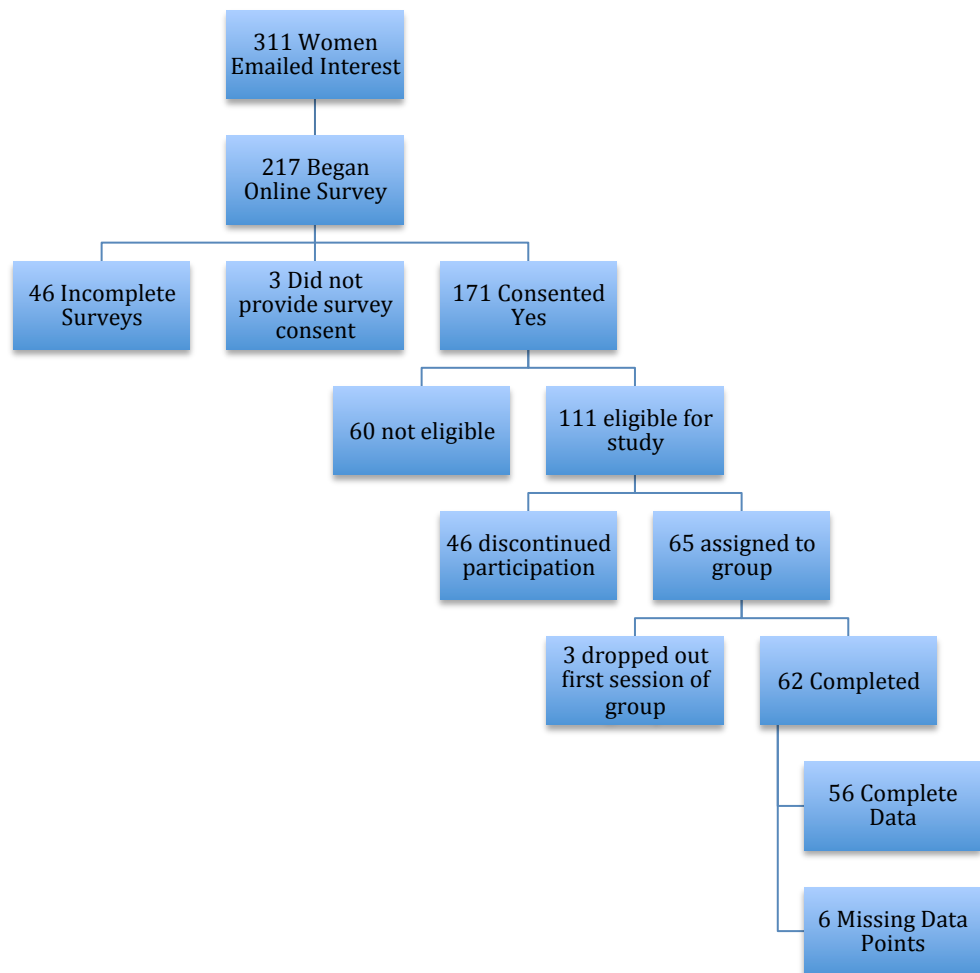 311 Women
Emailed Interest
217 Began
Online Survey
46 Incomplete
Surveys
3 Did not
provide survey
consent
171 Consented
Yes
60 not eligible
111 eligible for
study
46 discontinued
participation
65 assigned to
group
3 dropped out
first session of
group
62 Completed
56 Complete
Data
6 Missing Data
Points